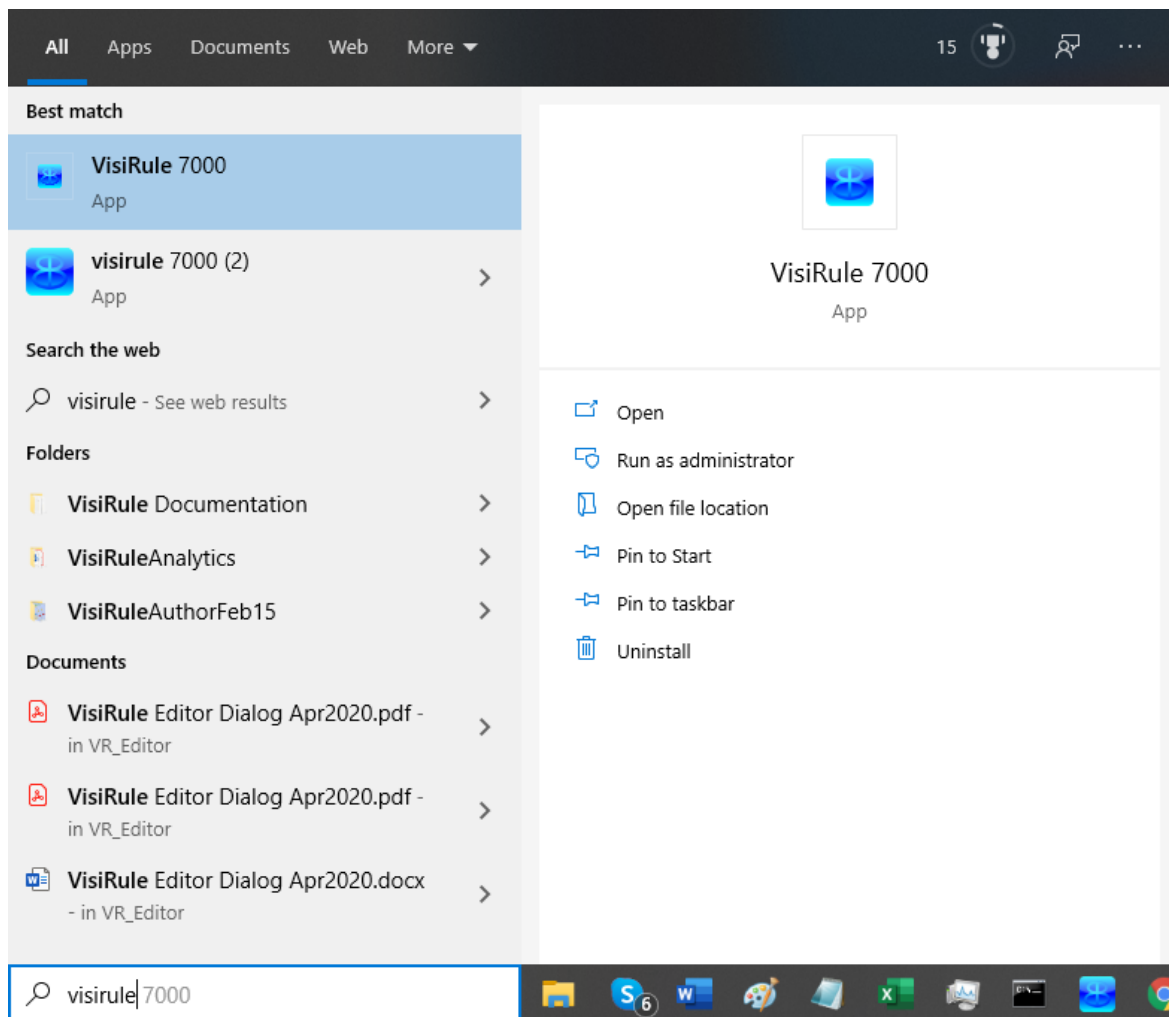 All Apps Documents Web More 15
Best match
VisiRule 7000
App
visirule 7000 (2)
App
Search the web
visirule - See web results
Folders
VisiRule Documentation
VisiRuleAnalytics
VisiRuleAuthorFeb15
Documents
VisiRule Editor Dialog Apr2020.pdf -
in VR_Editor
VisiRule Editor Dialog Apr2020.pdf -
in VR_Editor
VisiRule Editor Dialog Apr2020.docx
- in VR_Editor
VisiRule 7000
App
Open
Run as administrator
Open file location
Pin to Start
Pin to taskbar
Uninstall
visirule 7000
S 6 W X C:\